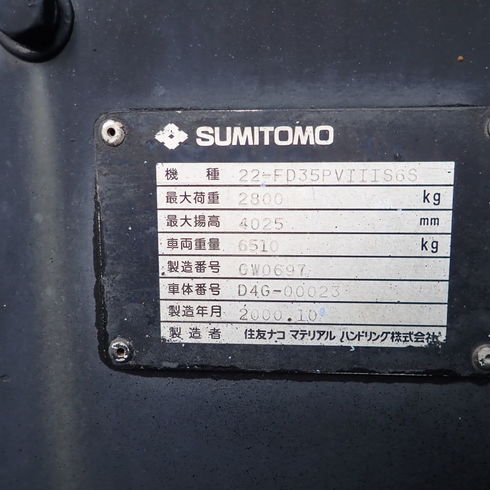 SUMITOMO
機 種 22-FD35PVIIIS6S
最大荷重 2800 kg
最大揚高 4025 mm
車両重量 6510 kg
製造番号 GW0697
車体番号 D4G-00023
製造年月 2000.10
製造者 住友ナコ マテリアル ハンドリング株式会社